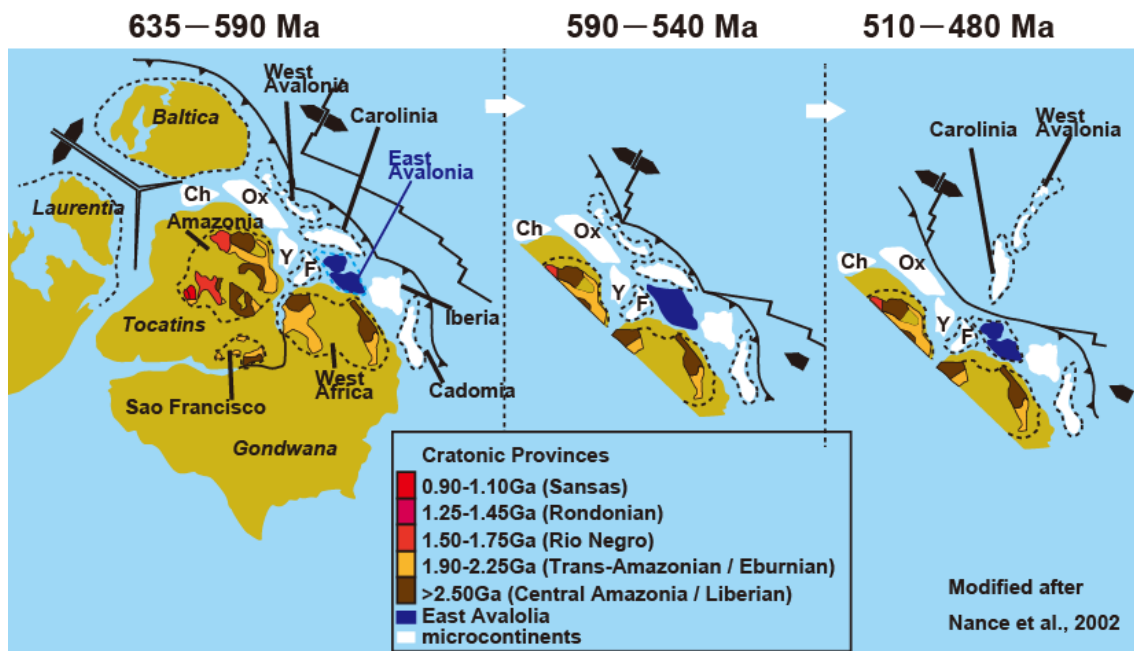 635－590 Ma
590－540 Ma
510－480 Ma
West
Avalonia
Carolinia
East
Avalonia
Baltica
Laurentia
Ch
Ox
Amazonia
Y
F
Tocatins
Iberia
West
Africa
Cadomia
Sao Francisco
Gondwana
Ch
Ox
Y
F
Carolinia
West
Avalonia
Ch
Ox
Y
F
Cratonic Provinces
0.90-1.10Ga (Sansas)
1.25-1.45Ga (Rondonian)
1.50-1.75Ga (Rio Negro)
1.90-2.25Ga (Trans-Amazonian / Eburnian)
>2.50Ga (Central Amazonia / Liberian)
East Avalolia
microcontinents
Modified after
Nance et al., 2002